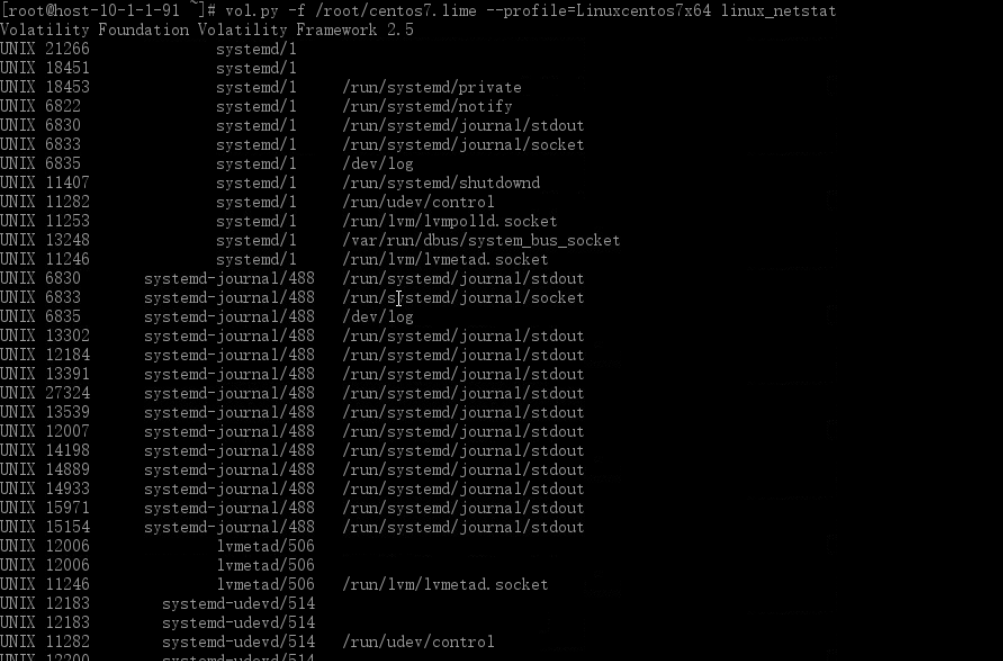 [root@host-10-1-1-91 ~]# vol.py -f /root/centos7.lime --profile=Linuxcentos7x64 linux_netstat
Volatility Foundation Volatility Framework 2.5
UNIX 21266 systemd/1
UNIX 18451 systemd/1
UNIX 18453 systemd/1 /run/systemd/private
UNIX 6822 systemd/1 /run/systemd/notify
UNIX 6830 systemd/1 /run/systemd/journal/stdout
UNIX 6833 systemd/1 /run/systemd/journal/socket
UNIX 6835 systemd/1 /dev/log
UNIX 11407 systemd/1 /run/systemd/shutdownd
UNIX 11282 systemd/1 /run/udev/control
UNIX 11253 systemd/1 /run/lvm/lvmpolld.socket
UNIX 13248 systemd/1 /var/run/dbus/system_bus_socket
UNIX 11246 systemd/1 /run/lvm/lvmetad.socket
UNIX 6830 systemd-journal/488 /run/systemd/journal/stdout
UNIX 6833 systemd-journal/488 /run/systemd/journal/socket
UNIX 6835 systemd-journal/488 /dev/log
UNIX 13302 systemd-journal/488 /run/systemd/journal/stdout
UNIX 12184 systemd-journal/488 /run/systemd/journal/stdout
UNIX 13391 systemd-journal/488 /run/systemd/journal/stdout
UNIX 27324 systemd-journal/488 /run/systemd/journal/stdout
UNIX 13539 systemd-journal/488 /run/systemd/journal/stdout
UNIX 12007 systemd-journal/488 /run/systemd/journal/stdout
UNIX 14198 systemd-journal/488 /run/systemd/journal/stdout
UNIX 14889 systemd-journal/488 /run/systemd/journal/stdout
UNIX 14933 systemd-journal/488 /run/systemd/journal/stdout
UNIX 15971 systemd-journal/488 /run/systemd/journal/stdout
UNIX 15154 systemd-journal/488 /run/systemd/journal/stdout
UNIX 12006 lvmetad/506
UNIX 12006 lvmetad/506
UNIX 11246 lvmetad/506 /run/lvm/lvmetad.socket
UNIX 12183 systemd-udevd/514
UNIX 12183 systemd-udevd/514
UNIX 11282 systemd-udevd/514 /run/udev/control
UNIX systemd-udevd/514